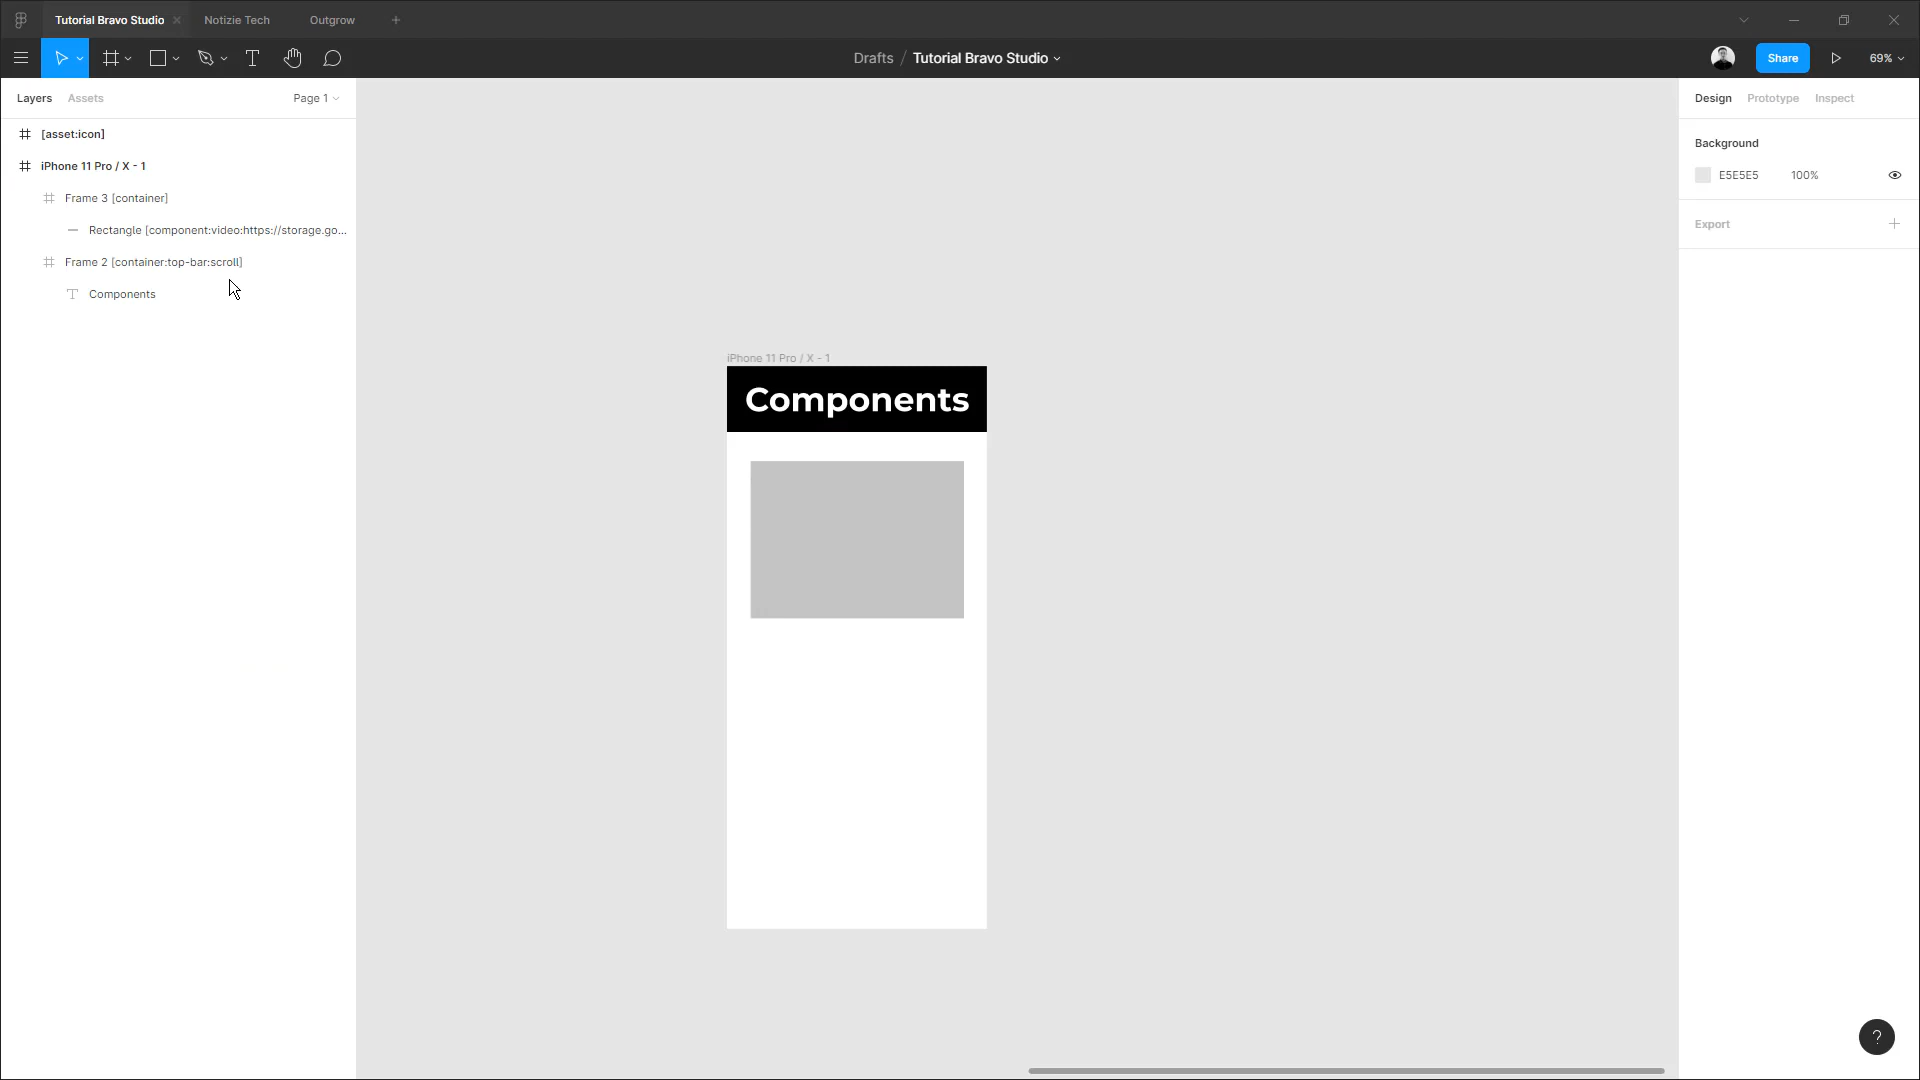 Tutorial Bravo Studio
Notizie Tech
Outgrow
Drafts / Tutorial Bravo Studio
Share
69%
Layers
Assets
Page 1
Design
Prototype
Inspect
[asset:icon]
iPhone 11 Pro / X - 1
Frame 3 [container]
Rectangle [component:video:https://storage.go...
Frame 2 [container:top-bar:scroll]
Components
Background
E5E5E5
100%
Export
iPhone 11 Pro / X - 1
Components
?